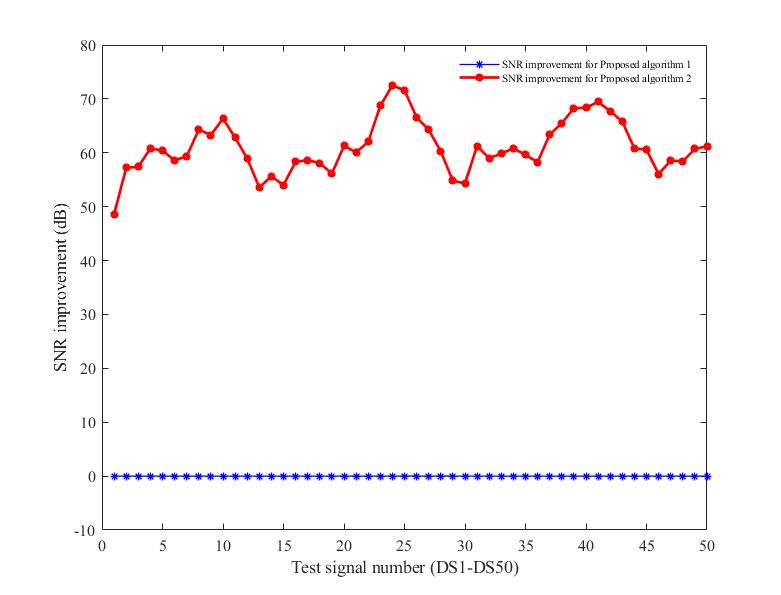 SNR improvement for Proposed algorithm 1
SNR improvement for Proposed algorithm 2
80
70
60
50
40
30
20
10
0
-10
SNR improvement (dB)
0 5 10 15 20 25 30 35 40 45 50
Test signal number (DS1-DS50)